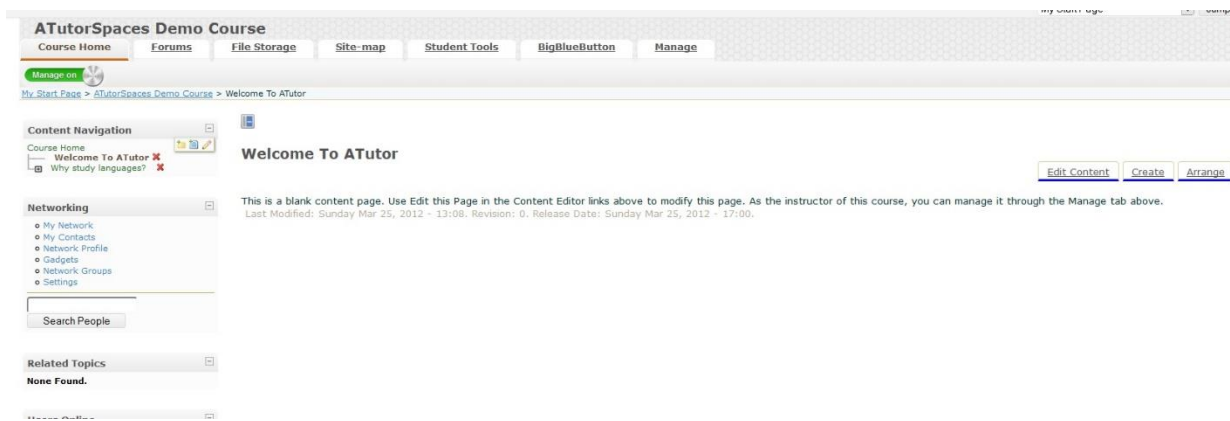 ATutorSpaces Demo Course
Course Home Forums File Storage Site-map Student Tools BigBlueButton Manage
Manage on
My Start Page > ATutorSpaces Demo Course > Welcome To ATutor
Content Navigation
Course Home
Welcome To ATutor
Why study languages?
Networking
My Network
My Contacts
Network Profile
Gadgets
Network Groups
Settings
Search People
Related Topics
None Found.
Users Online
Welcome To ATutor
Edit Content Create Arrange
This is a blank content page. Use Edit this Page in the Content Editor links above to modify this page. As the instructor of this course, you can manage it through the Manage tab above.
Last Modified: Sunday Mar 25, 2012 - 13:08. Revision: 0. Release Date: Sunday Mar 25, 2012 - 17:00.